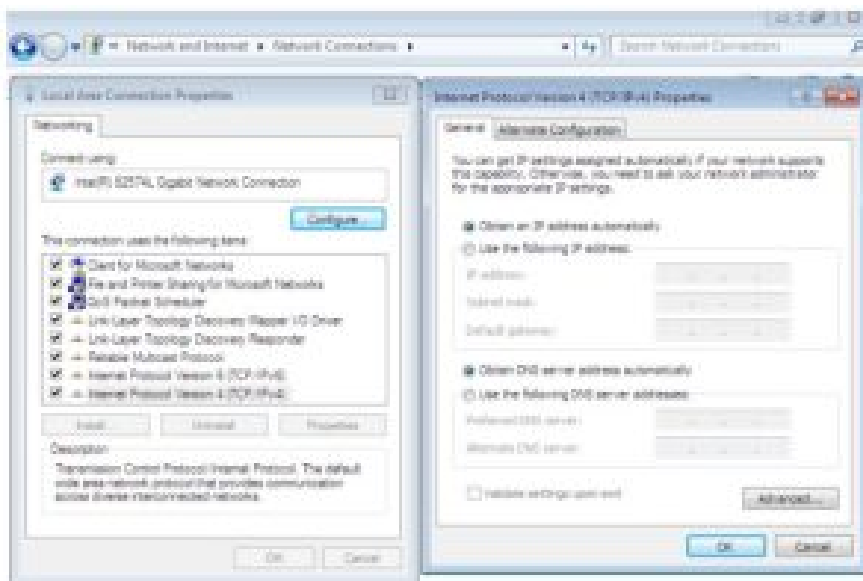 Network and Internet
Network Connections
Search Network Connections
Local Area Connection Properties
Networking
Connect using:
Intel(R) 82574L Gigabit Network Connection
Configure...
This connection uses the following items:
Client for Microsoft Networks
File and Printer Sharing for Microsoft Networks
QoS Packet Scheduler
Link-Layer Topology Discovery Mapper I/O Driver
Link-Layer Topology Discovery Responder
Reliable Multicast Protocol
Internet Protocol Version 6 (TCP/IPv6)
Internet Protocol Version 4 (TCP/IPv4)
Install...
Uninstall
Properties
Description
Transmission Control Protocol/Internet Protocol. The default
wide area network protocol that provides communication
across diverse interconnected networks.
OK
Cancel
Internet Protocol Version 4 (TCP/IPv4) Properties
General
Alternate Configuration
You can get IP settings assigned automatically if your network supports
this capability. Otherwise, you need to ask your network administrator
for the appropriate IP settings.
Obtain an IP address automatically
Use the following IP address:
IP address:
Subnet mask:
Default gateway:
Obtain DNS server address automatically
Use the following DNS server addresses:
Preferred DNS server:
Alternate DNS server:
Validate settings upon exit
Advanced...
OK
Cancel